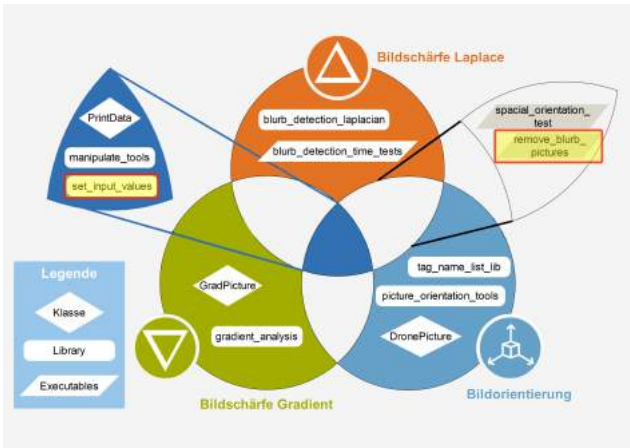 Bildschärfe Laplace
PrintData
manipulate_tools
set_input_values
blurb_detection_laplacian
blurb_detection_time_tests
spacial_orientation_
test
remove_blurb_
pictures
Legende
Klasse
Library
Executables
GradPicture
gradient_analysis
tag_name_list_lib
picture_orientation_tools
DronePicture
Bildschärfe Gradient
Bildorientierung